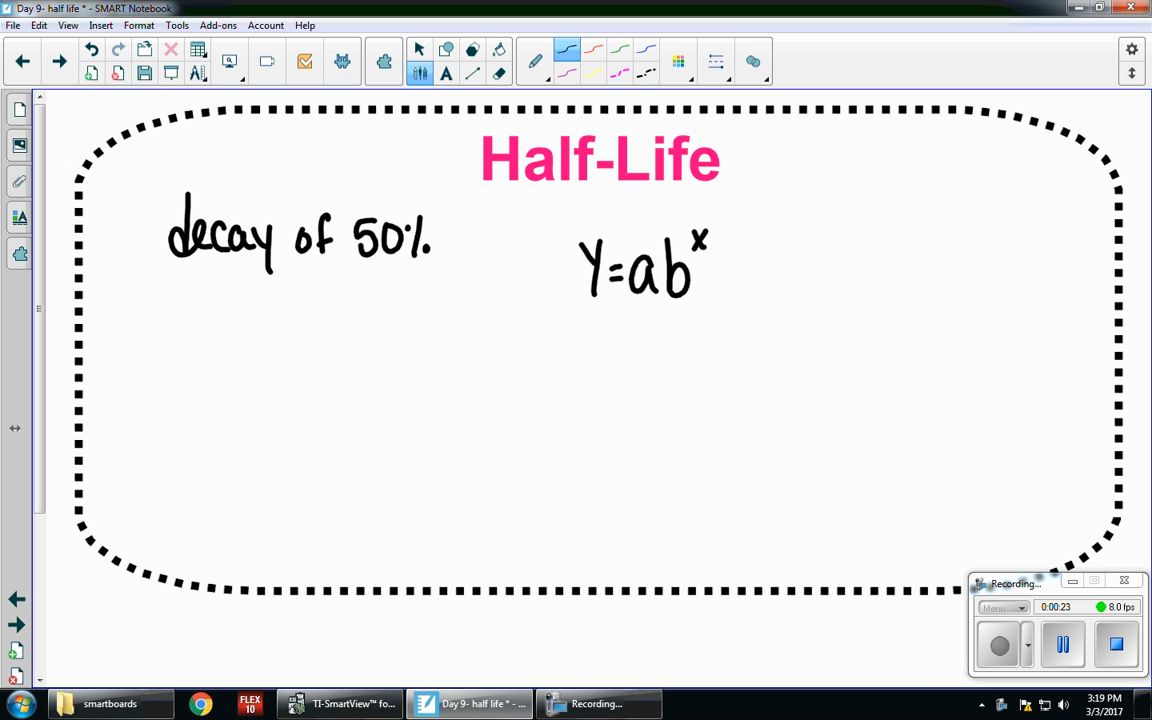 Day 9- half life * - SMART Notebook
File Edit View Insert Format Tools Add-ons Account Help
Half-Life
decay of 50%
y=abˣ
Recording...
Menu
0:00:23
8.0 fps
smartboards
FLEX
10
TI-SmartView™ fo...
Day 9- half life * - ...
Recording...
3:19 PM
3/3/2017